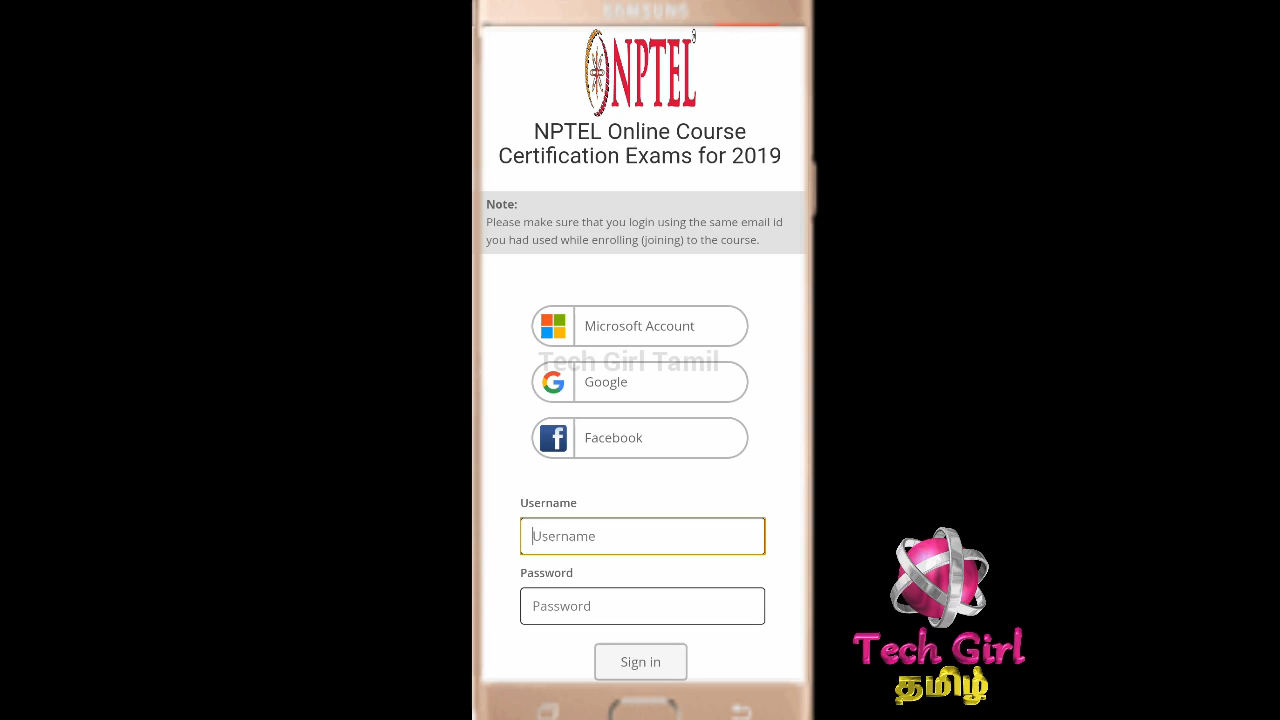 SAMSUNG
NPTEL
NPTEL Online Course
Certification Exams for 2019
Note:
Please make sure that you login using the same email id
you had used while enrolling (joining) to the course.
Microsoft Account
Tech Girl Tamil
Google
Facebook
Username
Username
Password
Password
Sign in
Tech Girl
தமிழ்